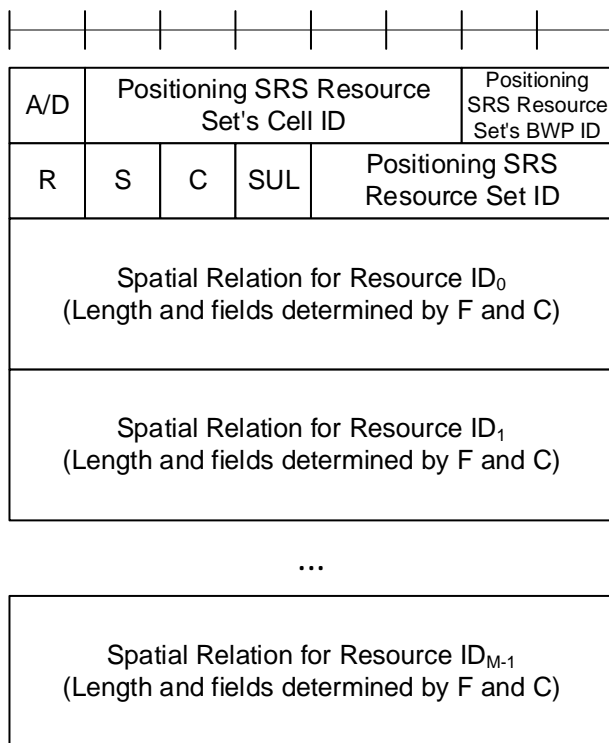 A/D
Positioning SRS Resource
Set's Cell ID
Positioning
SRS Resource
Set's BWP ID
R
S
C
SUL
Positioning SRS
Resource Set ID
Spatial Relation for Resource ID0
(Length and fields determined by F and C)
Spatial Relation for Resource ID1
(Length and fields determined by F and C)
...
Spatial Relation for Resource IDM-1
(Length and fields determined by F and C)